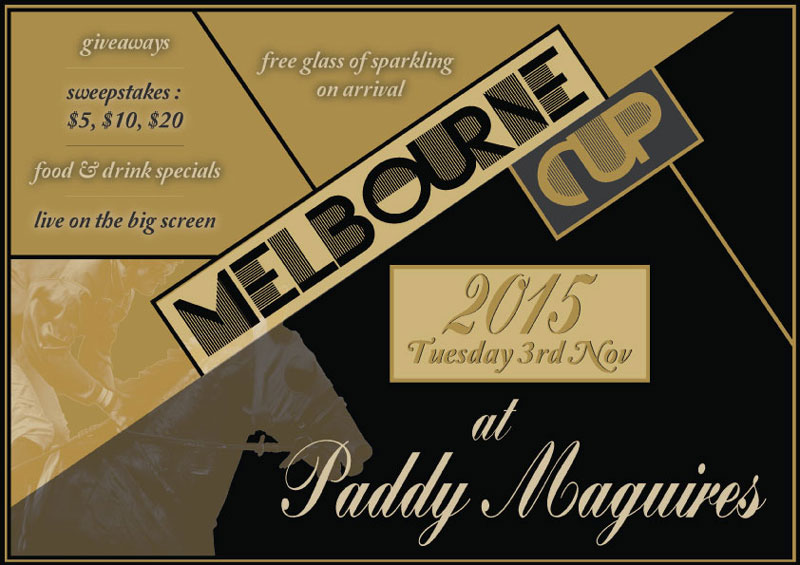 giveaways
sweepstakes :
$5, $10, $20
food & drink specials
live on the big screen
free glass of sparkling
on arrival
MELBOURNE
CUP
2015
Tuesday 3rd Nov
at
Paddy Maguires